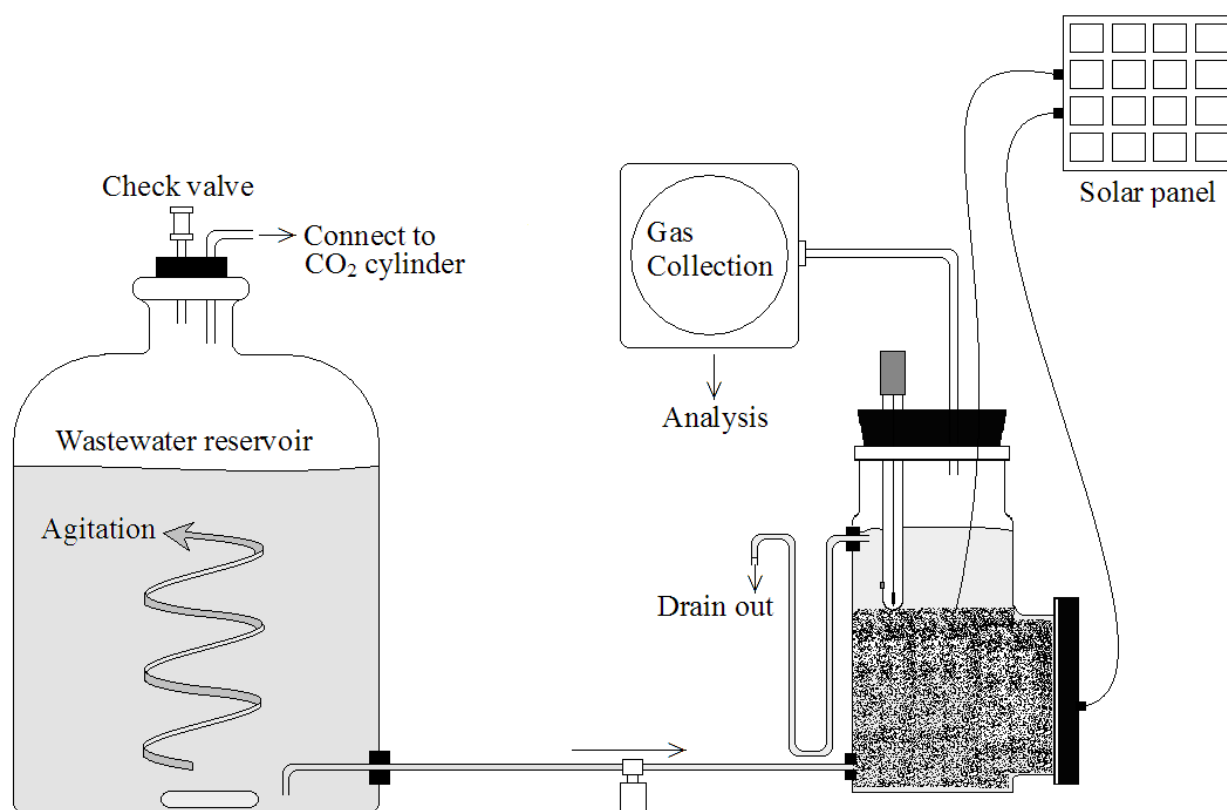 Check valve
Connect to
CO₂ cylinder
Wastewater reservoir
Agitation
Gas
Collection
Analysis
Drain out
Solar panel